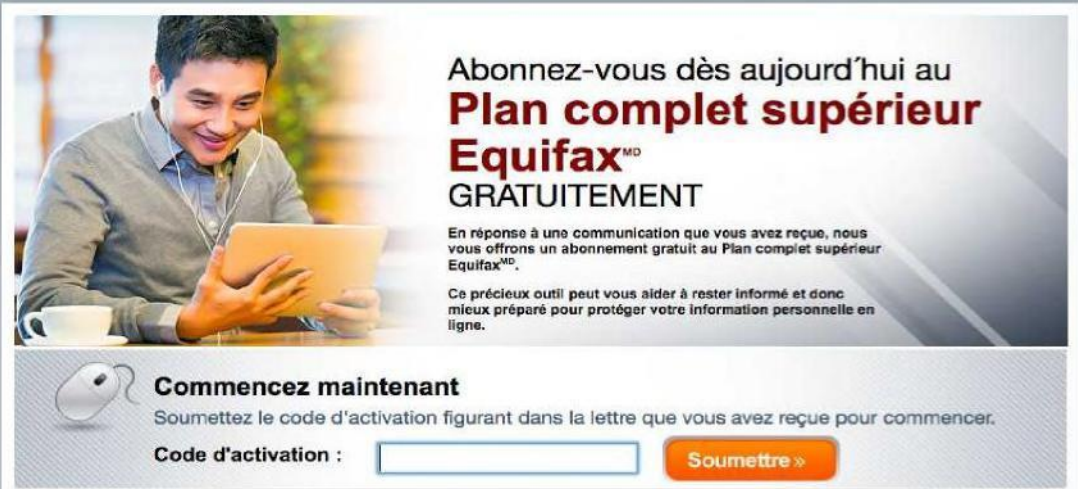 Abonnez-vous dès aujourd´hui au
Plan complet supérieur
Equifax MD
GRATUITEMENT
En réponse à une communication que vous avez reçue, nous
vous offrons un abonnement gratuit au Plan complet supérieur
Equifax MD.
Ce précieux outil peut vous aider à rester informé et donc
mieux préparé pour protéger votre information personnelle en
ligne.
Commencez maintenant
Soumettez le code d'activation figurant dans la lettre que vous avez reçue pour commencer.
Code d'activation :
Soumettre »